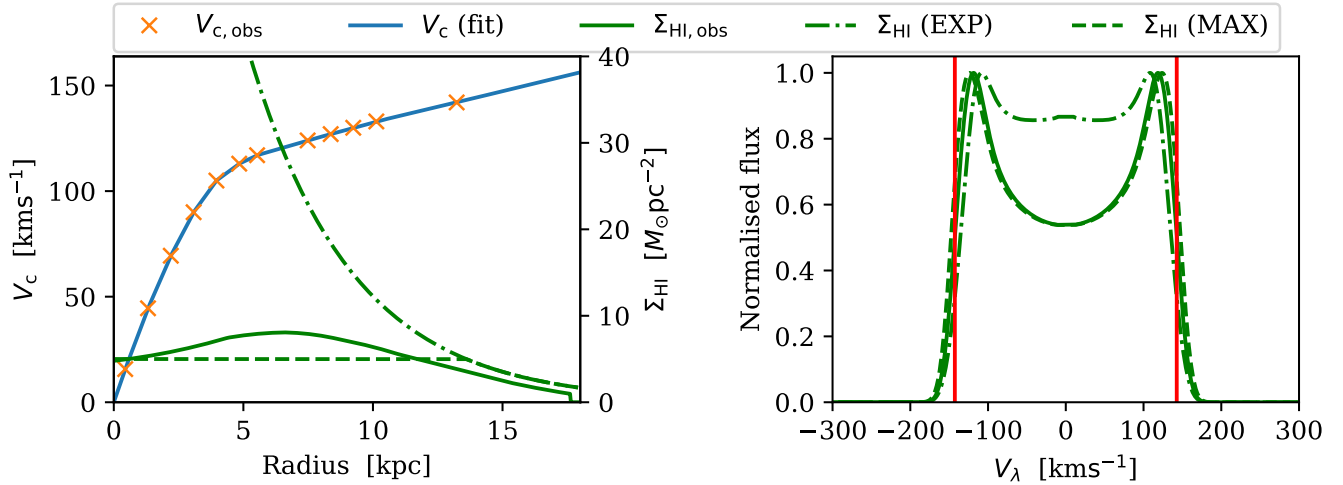 V_c,obs V_c (fit) Σ_HI,obs Σ_HI (EXP) Σ_HI (MAX)
150
100
50
0
V_c [kms⁻¹]
0 5 10 15
Radius [kpc]
40
30
20
10
0
Σ_HI [M_⊙pc⁻²]
1.0
0.8
0.6
0.4
0.2
0.0
Normalised flux
−300 −200 −100 0 100 200 300
V_λ [kms⁻¹]